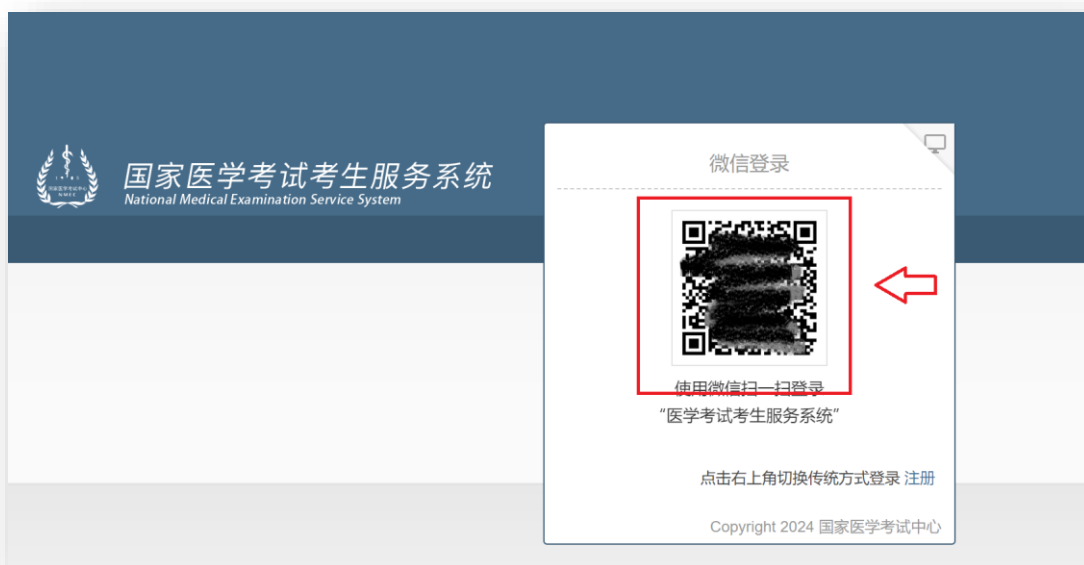 国家医学考试考生服务系统
National Medical Examination Service System
微信登录
使用微信扫一扫登录
“医学考试考生服务系统”
点击右上角切换传统方式登录 注册
Copyright 2024 国家医学考试中心